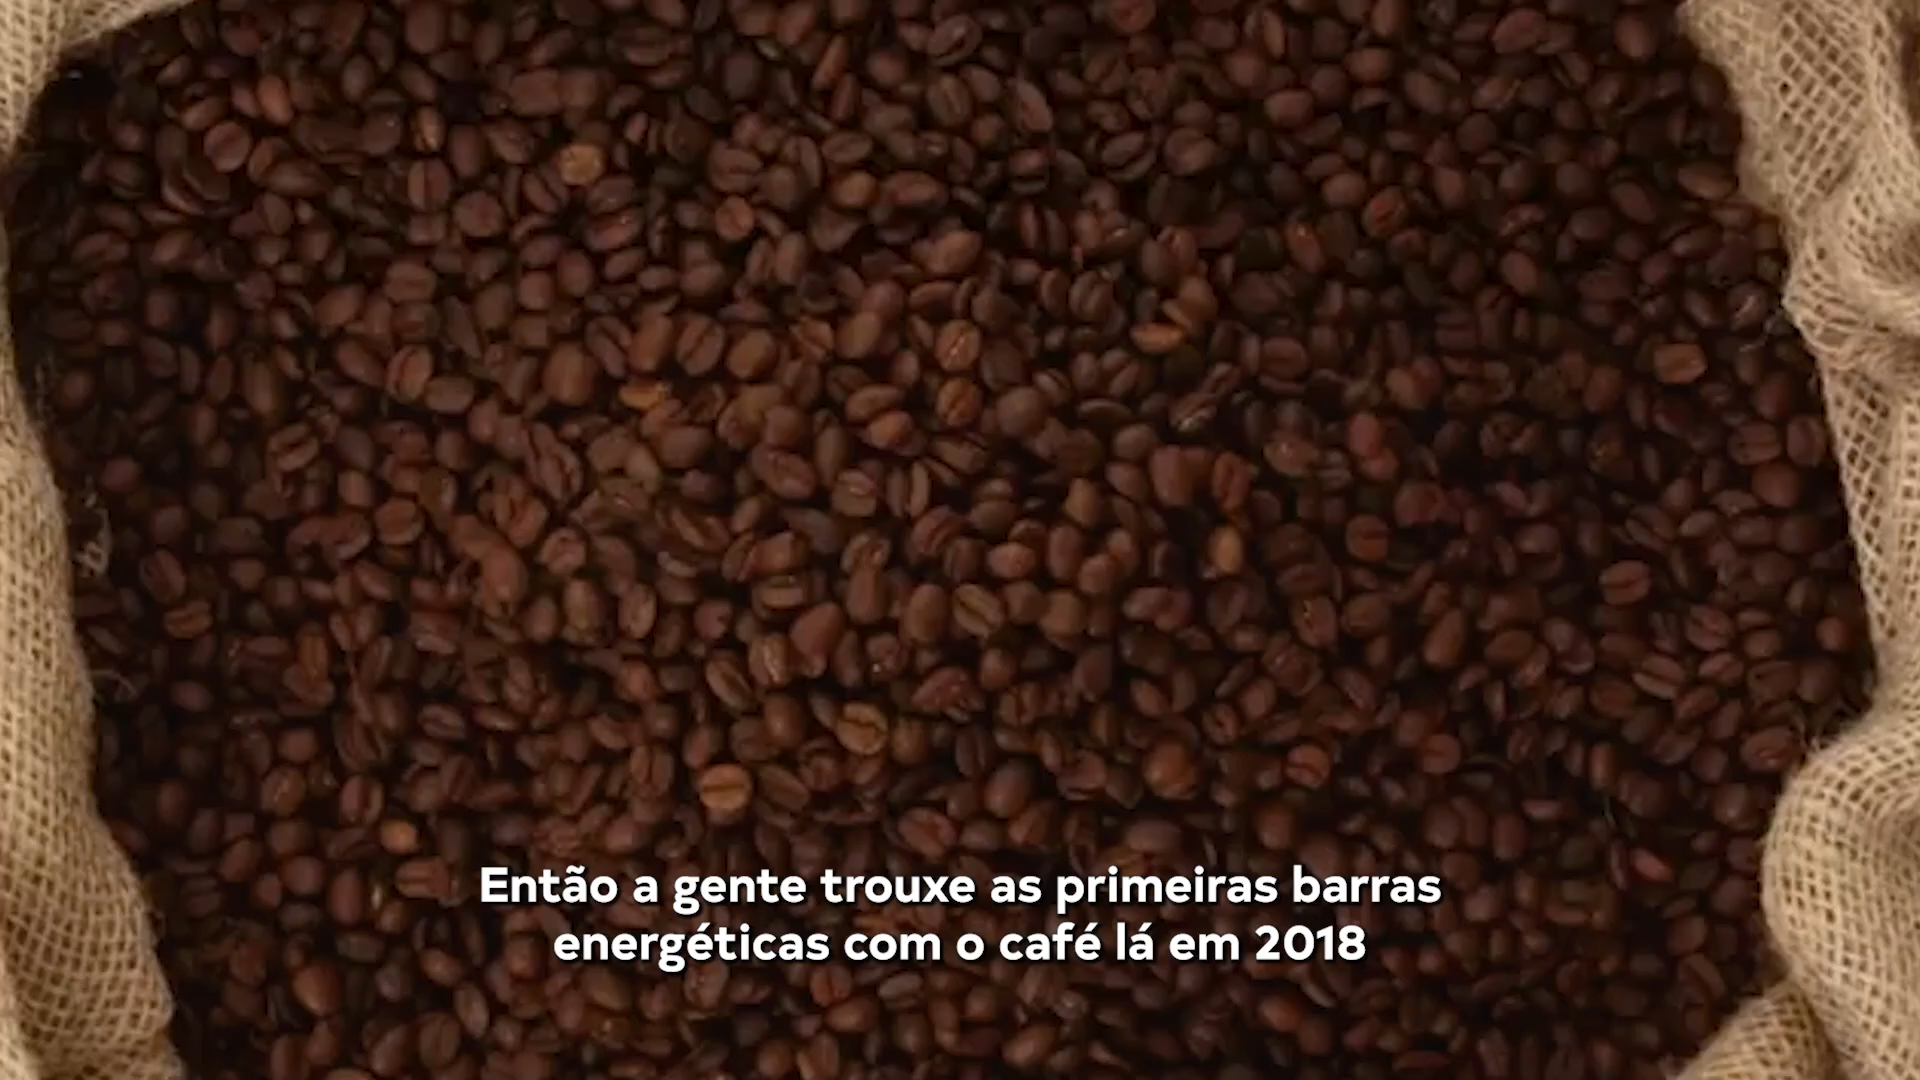 Então a gente trouxe as primeiras barras
energéticas com o café lá em 2018